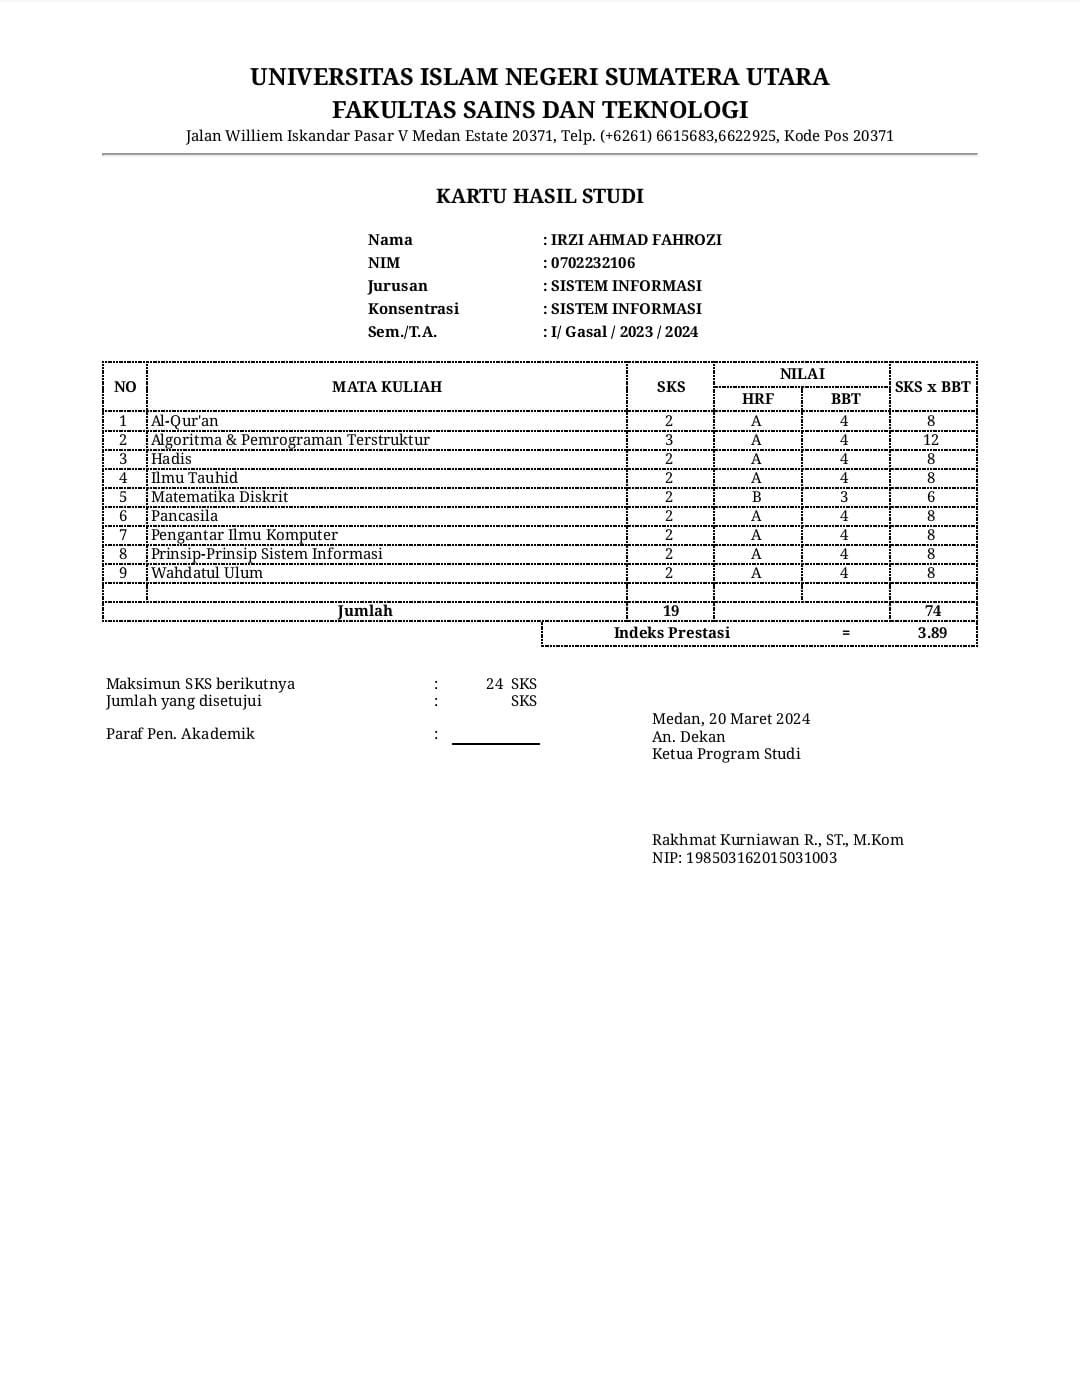 UNIVERSITAS ISLAM NEGERI SUMATERA UTARA
FAKULTAS SAINS DAN TEKNOLOGI
Jalan Williem Iskandar Pasar V Medan Estate 20371, Telp. (+6261) 6615683,6622925, Kode Pos 20371
KARTU HASIL STUDI
Nama : IRZI AHMAD FAHROZI
NIM : 0702232106
Jurusan : SISTEM INFORMASI
Konsentrasi : SISTEM INFORMASI
Sem./T.A. : I/ Gasal / 2023 / 2024
NO MATA KULIAH SKS NILAI SKS x BBT
HRF BBT
1 Al-Qur'an 2 A 4 8
2 Algoritma & Pemrograman Terstruktur 3 A 4 12
3 Hadis 2 A 4 8
4 Ilmu Tauhid 2 A 4 8
5 Matematika Diskrit 2 B 3 6
6 Pancasila 2 A 4 8
7 Pengantar Ilmu Komputer 2 A 4 8
8 Prinsip-Prinsip Sistem Informasi 2 A 4 8
9 Wahdatul Ulum 2 A 4 8
Jumlah 19 74
Indeks Prestasi = 3.89
Maksimun SKS berikutnya : 24 SKS
Jumlah yang disetujui : SKS
Paraf Pen. Akademik :
Medan, 20 Maret 2024
An. Dekan
Ketua Program Studi
Rakhmat Kurniawan R., ST., M.Kom
NIP: 198503162015031003